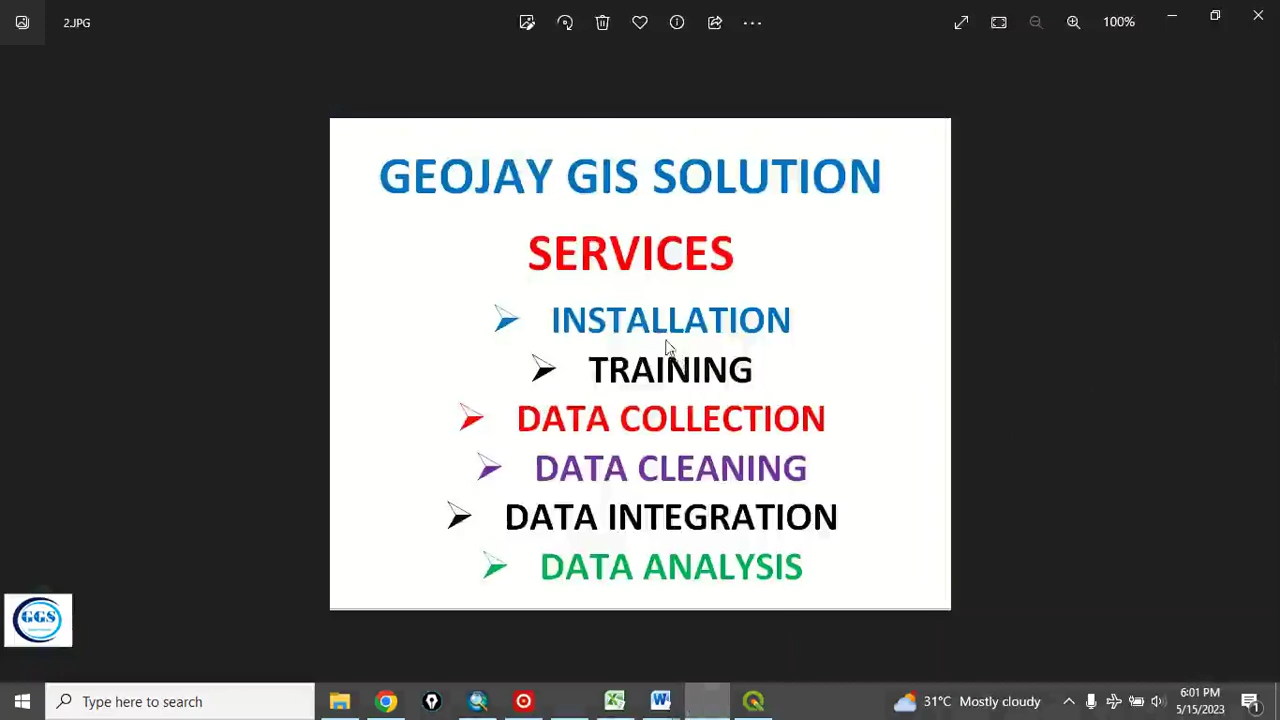 2.JPG
100%
GEOJAY GIS SOLUTION
SERVICES
INSTALLATION
TRAINING
DATA COLLECTION
DATA CLEANING
DATA INTEGRATION
DATA ANALYSIS
GGS
Type here to search
31°C Mostly cloudy
6:01 PM
5/15/2023
1